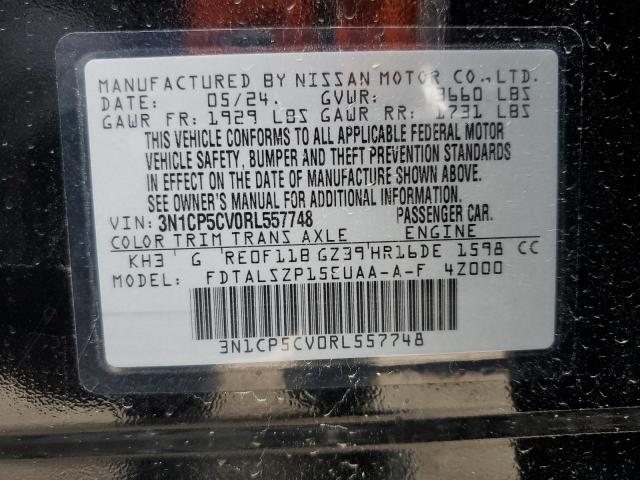 MANUFACTURED BY NISSAN MOTOR CO.,LTD.
DATE: 05/24. GVWR: 3660 LBS
GAWR FR: 1929 LBS GAWR RR: 1731 LBS
THIS VEHICLE CONFORMS TO ALL APPLICABLE FEDERAL MOTOR
VEHICLE SAFETY, BUMPER AND THEFT PREVENTION STANDARDS
IN EFFECT ON THE DATE OF MANUFACTURE SHOWN ABOVE.
SEE OWNER'S MANUAL FOR ADDITIONAL INFORMATION.
VIN: 3N1CP5CV0RL557748 PASSENGER CAR.
COLOR TRIM TRANS AXLE ENGINE
KH3 G RE0F11B GZ39 HR16DE 1598 CC
MODEL: FDTALSZP15EUAA-A-F 4Z000
3N1CP5CV0RL557748